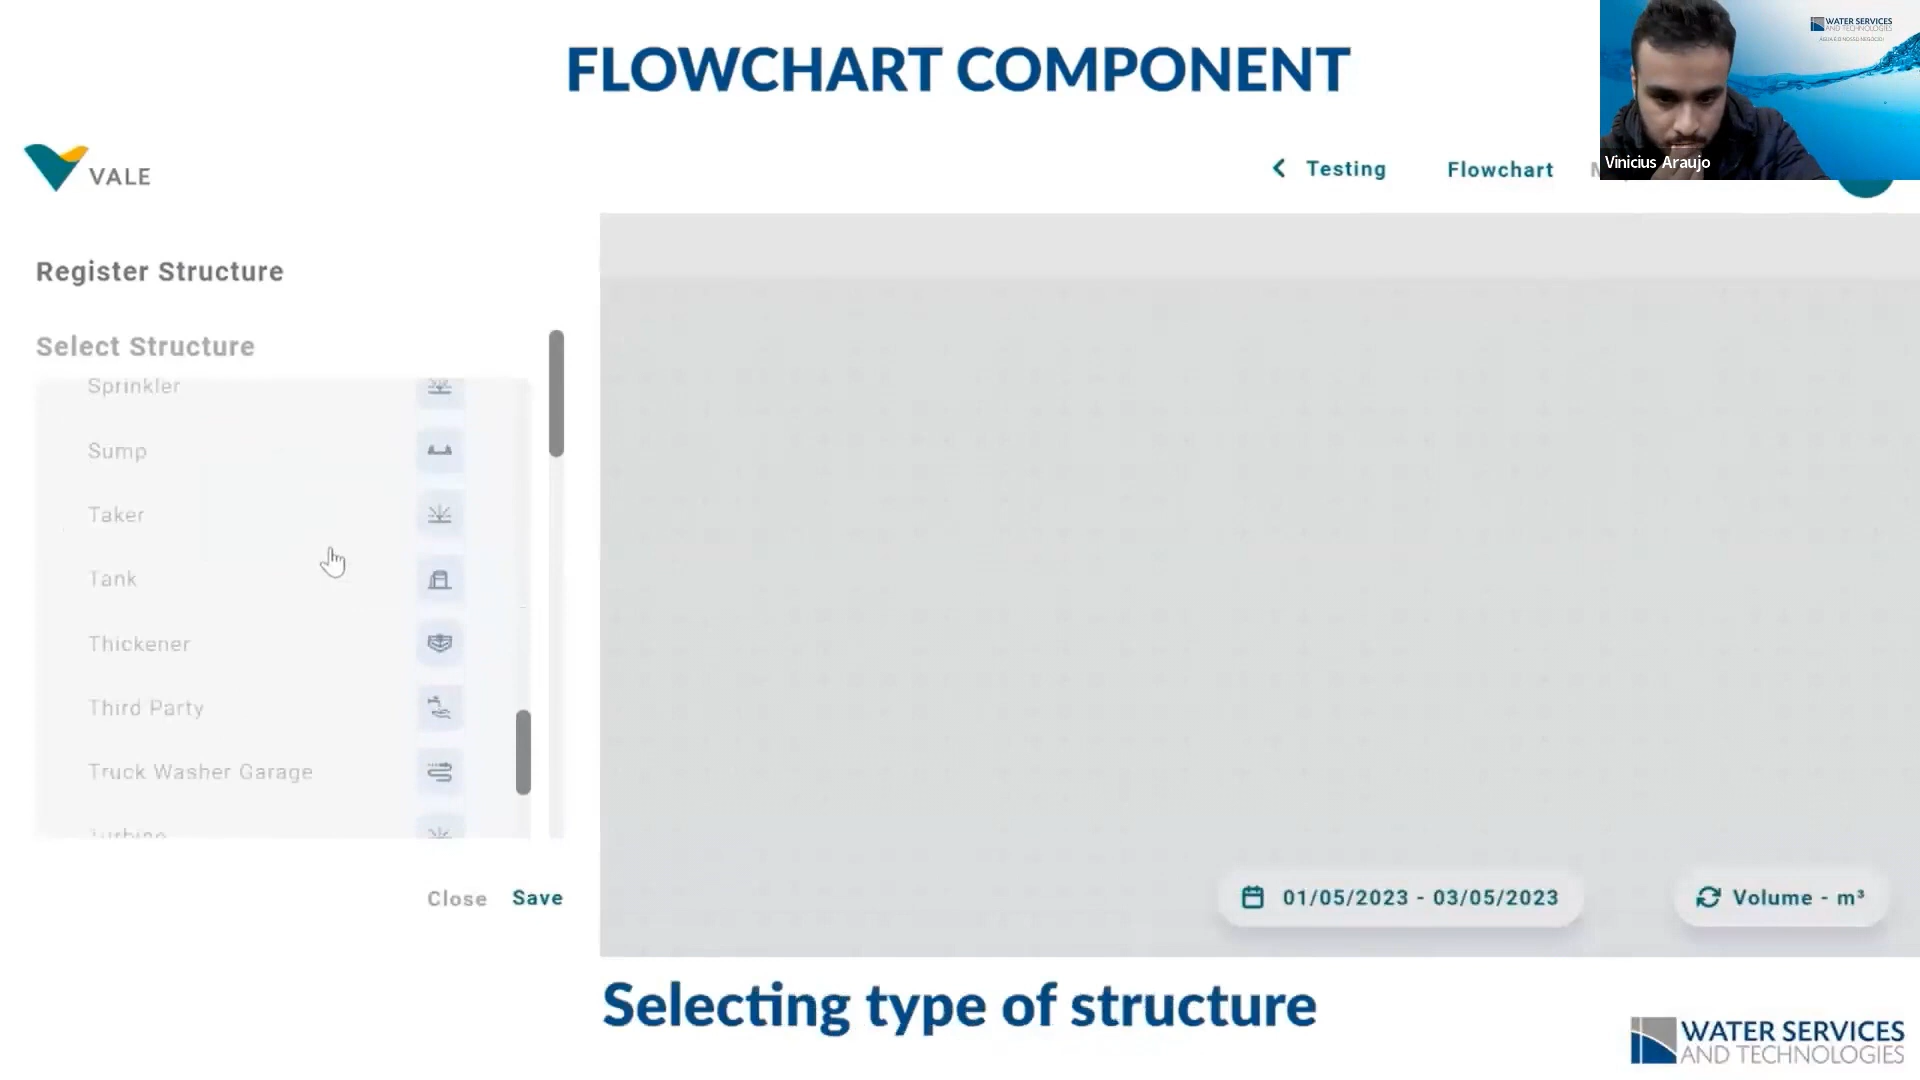 FLOWCHART COMPONENT
WATER SERVICES
AND TECHNOLOGIES
Vinicius Araujo
VALE
Testing
Flowchart
Register Structure
Select Structure
Sprinkler
Sump
Taker
Tank
Thickener
Third Party
Truck Washer Garage
Turbine
Close
Save
01/05/2023 - 03/05/2023
Volume - m³
Selecting type of structure
WATER SERVICES
AND TECHNOLOGIES